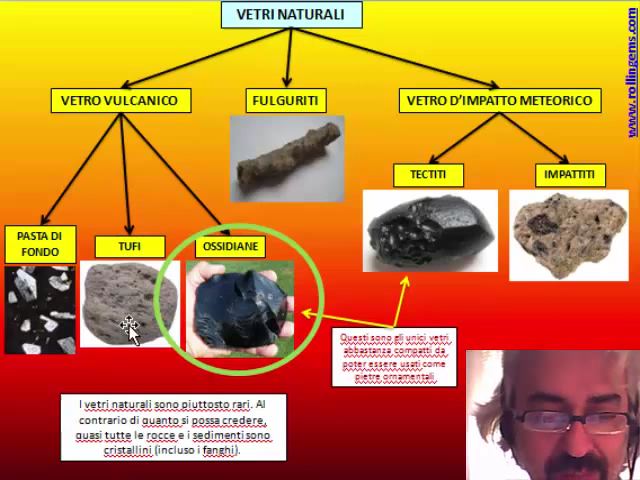 VETRI NATURALI
www.rollingems.com
VETRO VULCANICO
FULGURITI
VETRO D'IMPATTO METEORICO
TECTITI
IMPATTITI
PASTA DI
FONDO
TUFI
OSSIDIANE
Questi sono gli unici vetri
abbastanza compatti da
poter essere usati come
pietre ornamentali
I vetri naturali sono piuttosto rari. Al
contrario di quanto si possa credere,
quasi tutte le rocce e i sedimenti sono
cristallini (incluso i fanghi).